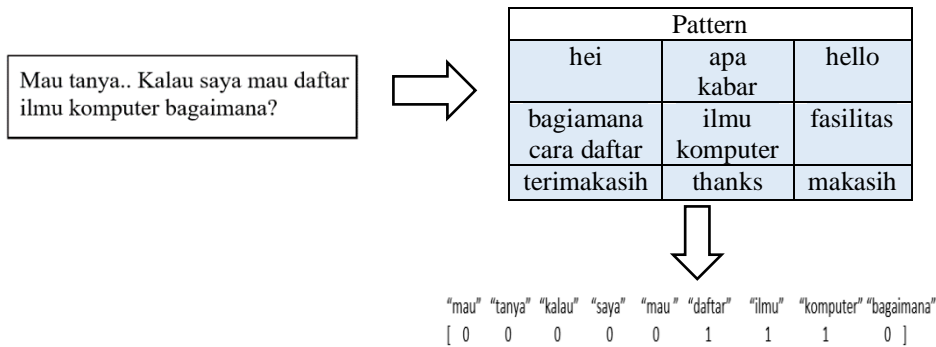 Mau tanya.. Kalau saya mau daftar
ilmu komputer bagaimana?
Pattern
hei apa kabar hello
bagiamana cara daftar ilmu komputer fasilitas
terimakasih thanks makasih
“mau” “tanya” “kalau” “saya” “mau” “daftar” “ilmu” “komputer” “bagaimana”
[ 0 0 0 0 0 1 1 1 0 ]